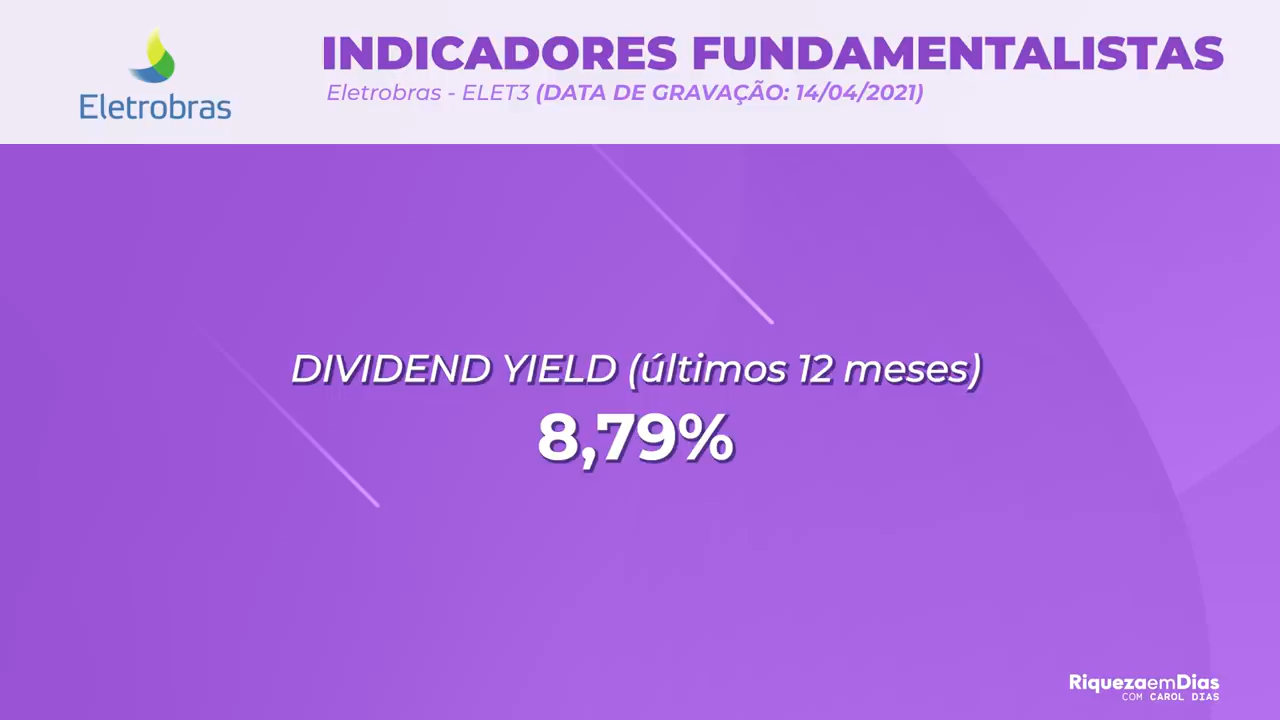 Eletrobras
INDICADORES FUNDAMENTALISTAS
Eletrobras - ELET3 (DATA DE GRAVAÇÃO: 14/04/2021)
DIVIDEND YIELD (últimos 12 meses)
8,79%
RiquezaemDias
COM CAROL DIAS